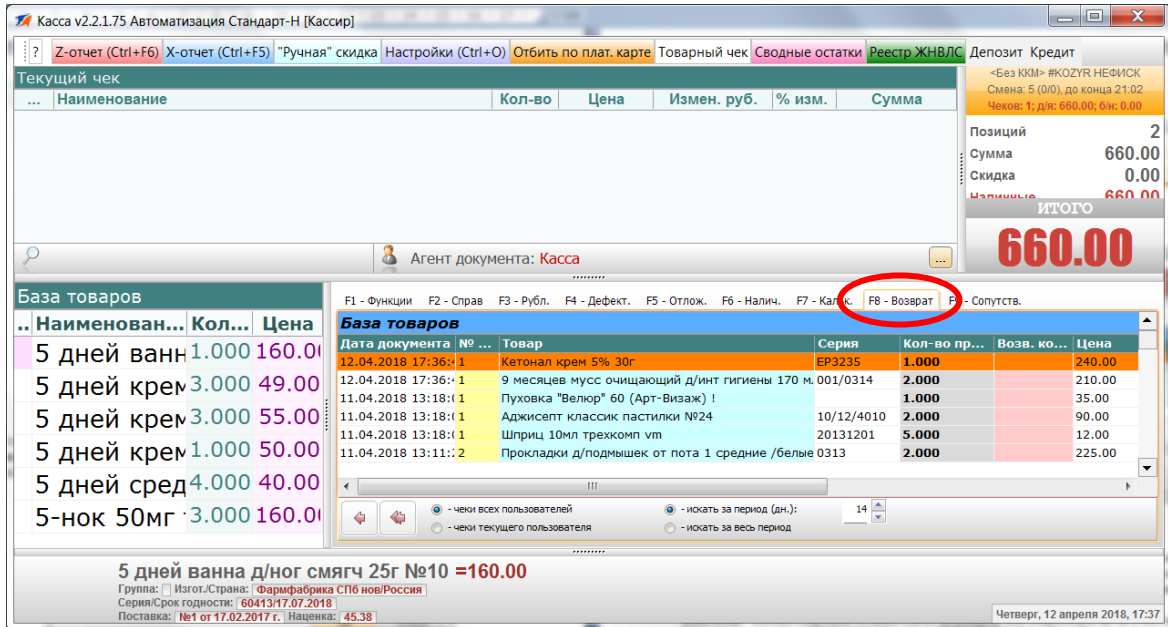 Касса v2.2.1.75 Автоматизация Стандарт-Н [Кассир]
? Z-отчет (Ctrl+F6) X-отчет (Ctrl+F5) "Ручная" скидка Настройки (Ctrl+O) Отбить по плат. карте Товарный чек Сводные остатки Реестр ЖНВЛС Депозит Кредит
Текущий чек
... Наименование Кол-во Цена Измен. руб. % изм. Сумма
<Без ККМ> #KOZYR НЕФИСК
Смена: 5 (0/0), до конца 21:02
Чеков: 1; д/я: 660.00; б/н: 0.00
Позиций 2
Сумма 660.00
Скидка 0.00
Наличные 660.00
ИТОГО
660.00
Агент документа: Касса ...
База товаров
.. Наименован... Кол... Цена
5 дней ванн 1.000 160.00
5 дней крем 3.000 49.00
5 дней крем 3.000 55.00
5 дней крем 1.000 50.00
5 дней сред 4.000 40.00
5-нок 50мг 3.000 160.00
F1 - Функции F2 - Справ F3 - Рубл. F4 - Дефект. F5 - Отлож. F6 - Налич. F7 - Кальк. F8 - Возврат - Сопутств.
База товаров
Дата документа № ... Товар Серия Кол-во пр... Возв. ко... Цена
12.04.2018 17:36: 1 Кетонал крем 5% 30г EP3235 1.000 240.00
12.04.2018 17:36: 1 9 месяцев мусс очищающий д/инт гигиены 170 м 001/0314 2.000 210.00
11.04.2018 13:18: 1 Пуховка "Велюр" 60 (Арт-Визаж) ! 1.000 35.00
11.04.2018 13:18: 1 Аджисепт классик пастилки №24 10/12/4010 2.000 90.00
11.04.2018 13:18: 1 Шприц 10мл трехкомп vm 20131201 5.000 12.00
11.04.2018 13:11: 2 Прокладки д/подмышек от пота 1 средние /белые 0313 2.000 225.00
- чеки всех пользователей - искать за период (дн.): 14
- чеки текущего пользователя - искать за весь период
5 дней ванна д/ног смягч 25г №10 =160.00
Группа: Изгот./Страна: Фармфабрика СПб нов/Россия
Серия/Срок годности: 60413/17.07.2018
Поставка: №1 от 17.02.2017 г. Наценка: 45.38
Четверг, 12 апреля 2018, 17:37